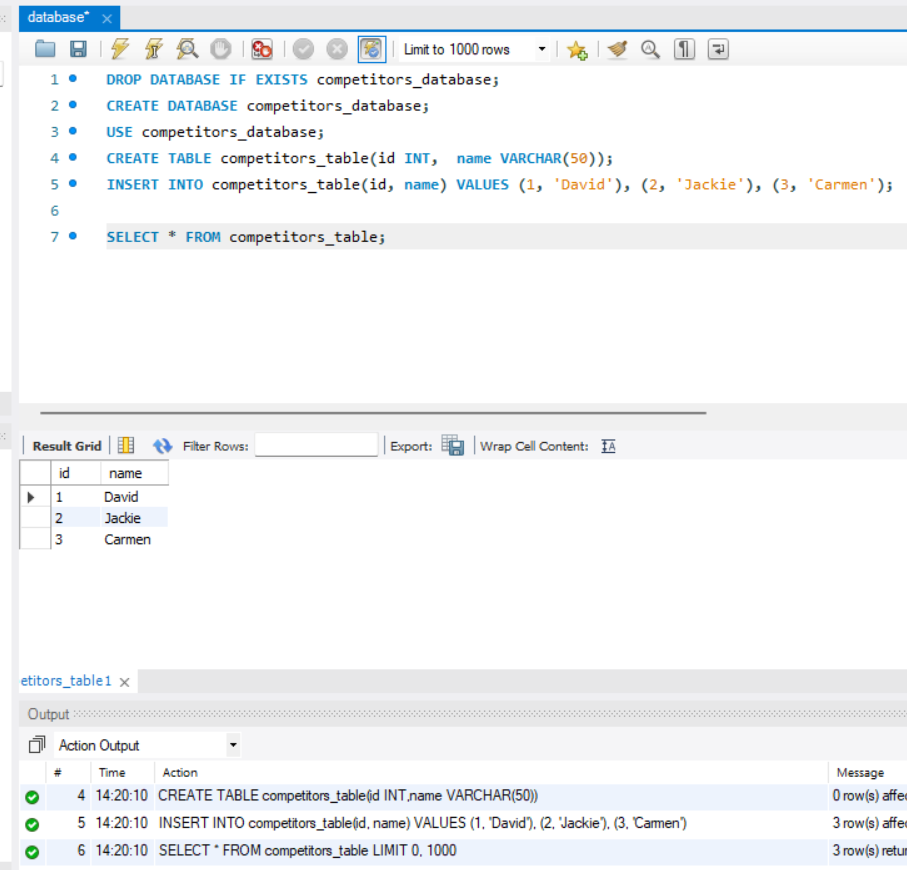 database*
Limit to 1000 rows
1 DROP DATABASE IF EXISTS competitors_database;
2 CREATE DATABASE competitors_database;
3 USE competitors_database;
4 CREATE TABLE competitors_table(id INT,  name VARCHAR(50));
5 INSERT INTO competitors_table(id, name) VALUES (1, 'David'), (2, 'Jackie'), (3, 'Carmen');
6
7 SELECT * FROM competitors_table;
Result Grid Filter Rows: Export: Wrap Cell Content:
id name
1 David
2 Jackie
3 Carmen
etitors_table1
Output
Action Output
# Time Action Message
4 14:20:10 CREATE TABLE competitors_table(id INT,name VARCHAR(50)) 0 row(s) affec
5 14:20:10 INSERT INTO competitors_table(id, name) VALUES (1, 'David'), (2, 'Jackie'), (3, 'Carmen') 3 row(s) affec
6 14:20:10 SELECT * FROM competitors_table LIMIT 0, 1000 3 row(s) retur